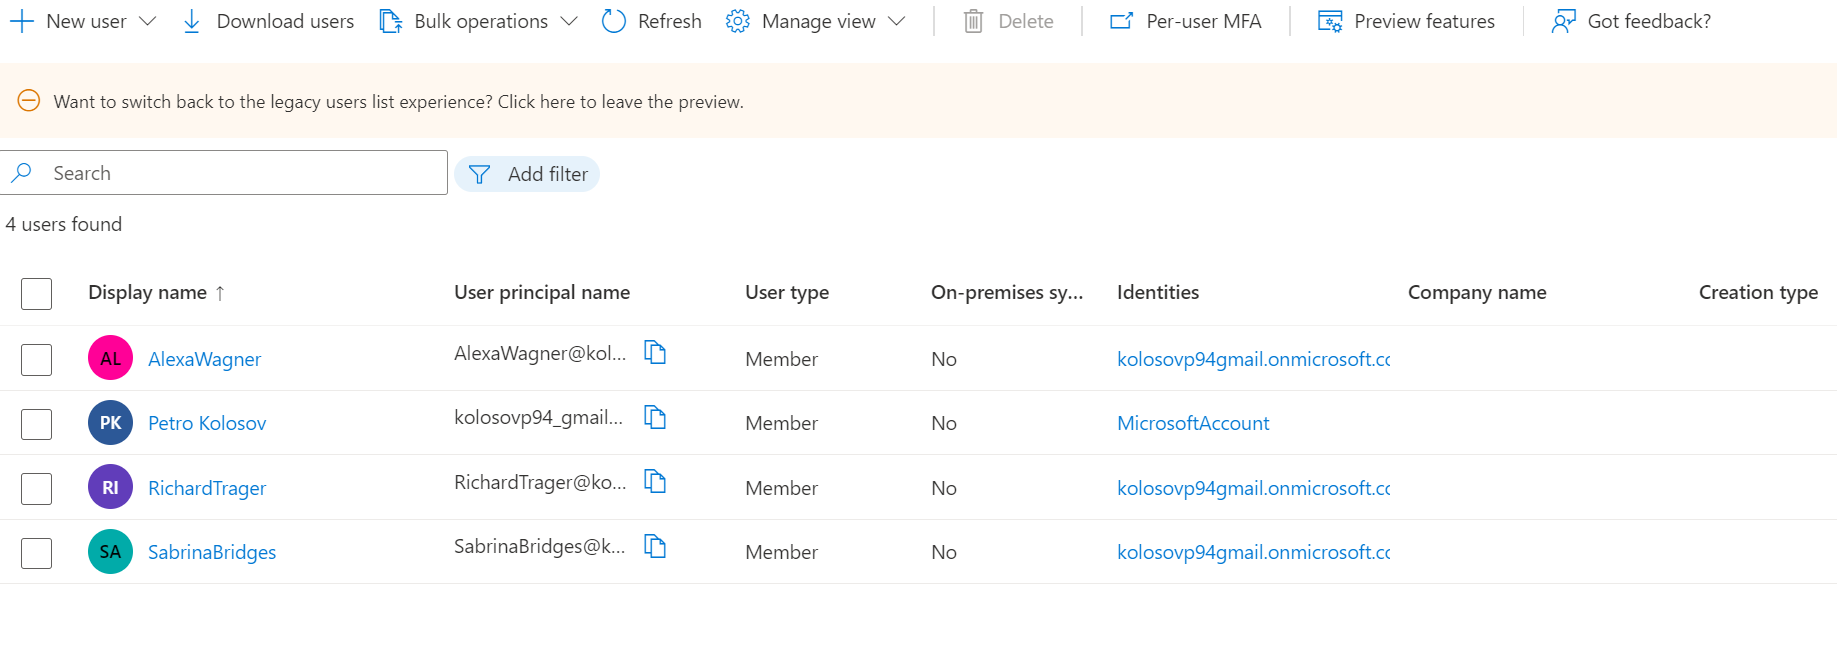 New user Download users Bulk operations Refresh Manage view Delete Per-user MFA Preview features Got feedback?
Want to switch back to the legacy users list experience? Click here to leave the preview.
Search Add filter
4 users found
Display name ↑ User principal name User type On-premises sy... Identities Company name Creation type
AL AlexaWagner AlexaWagner@kol... Member No kolosovp94gmail.onmicrosoft.cc
PK Petro Kolosov kolosovp94_gmail... Member No MicrosoftAccount
RI RichardTrager RichardTrager@ko... Member No kolosovp94gmail.onmicrosoft.cc
SA SabrinaBridges SabrinaBridges@k... Member No kolosovp94gmail.onmicrosoft.cc